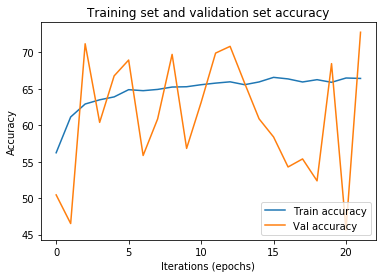 Training set and validation set accuracy
Accuracy
70
65
60
55
50
45
Train accuracy
Val accuracy
0
5
10
15
20
Iterations (epochs)